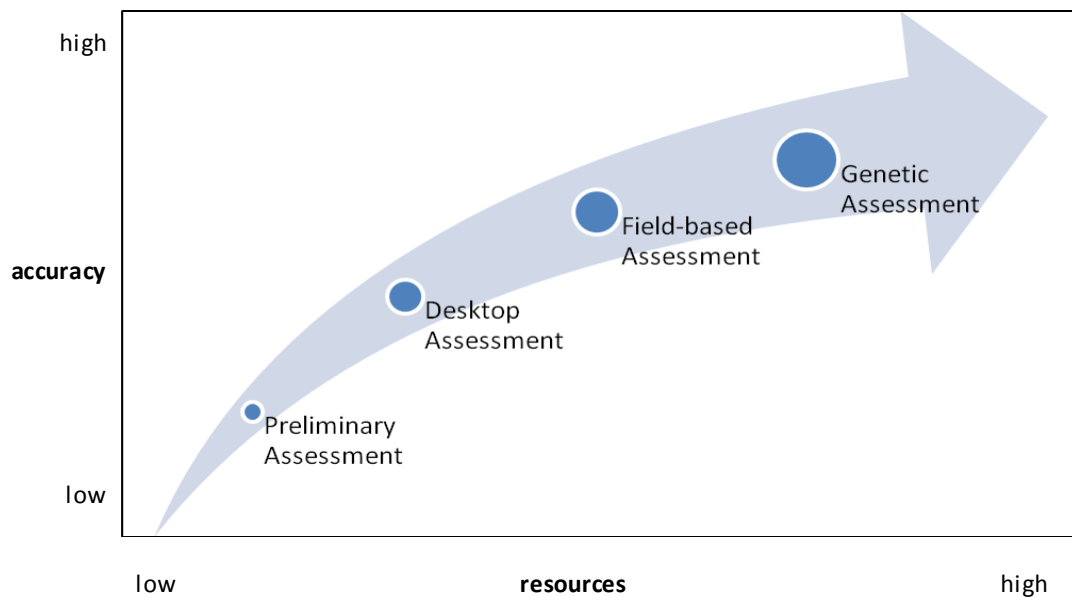 high
Genetic
Assessment
Field-based
Assessment
accuracy
Desktop
Assessment
Preliminary
Assessment
low
low resources high